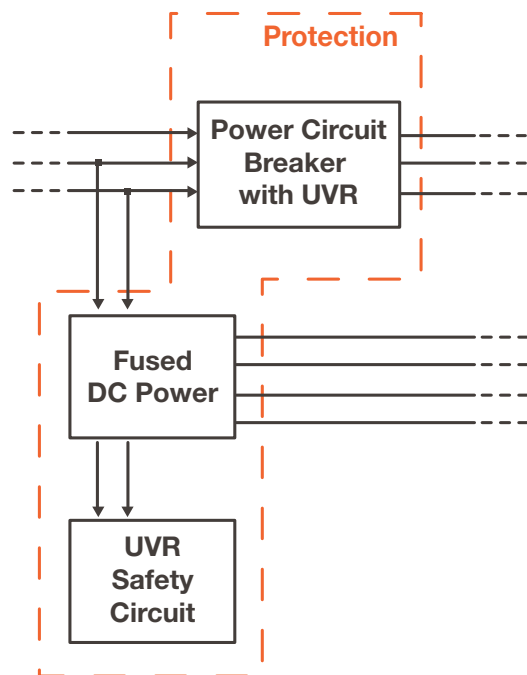 Protection
Power Circuit
Breaker
with UVR
Fused
DC Power
UVR
Safety
Circuit